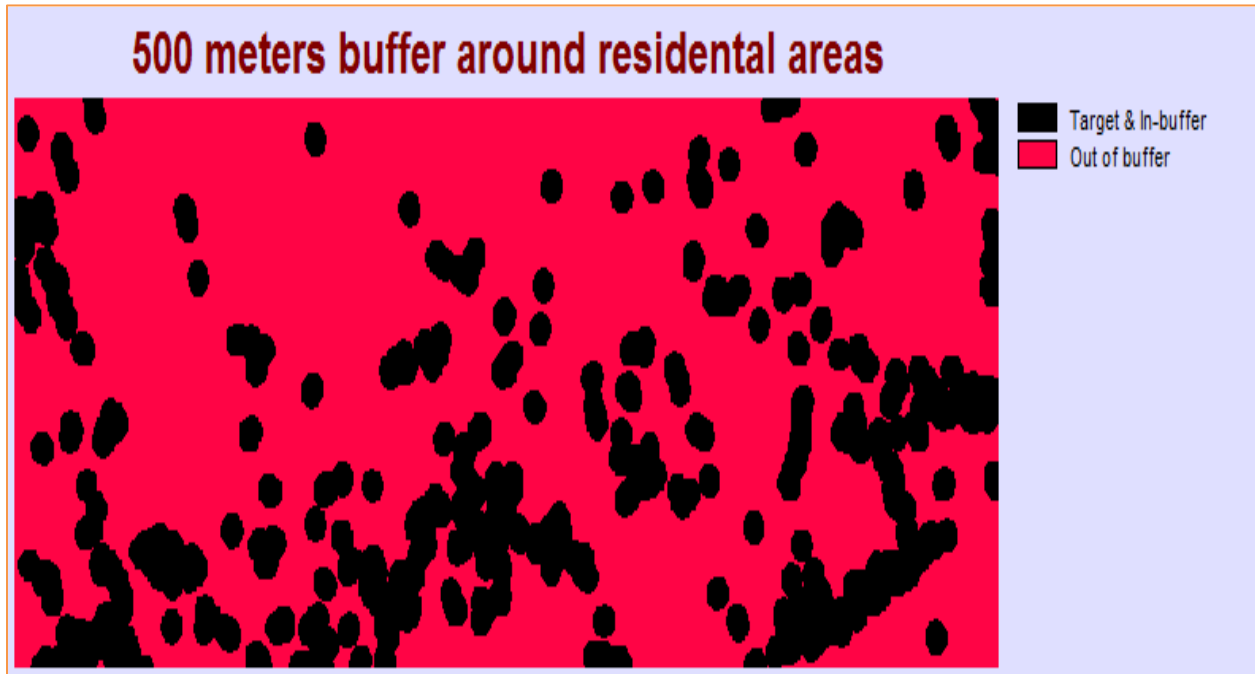 500 meters buffer around residental areas
Target & In-buffer
Out of buffer